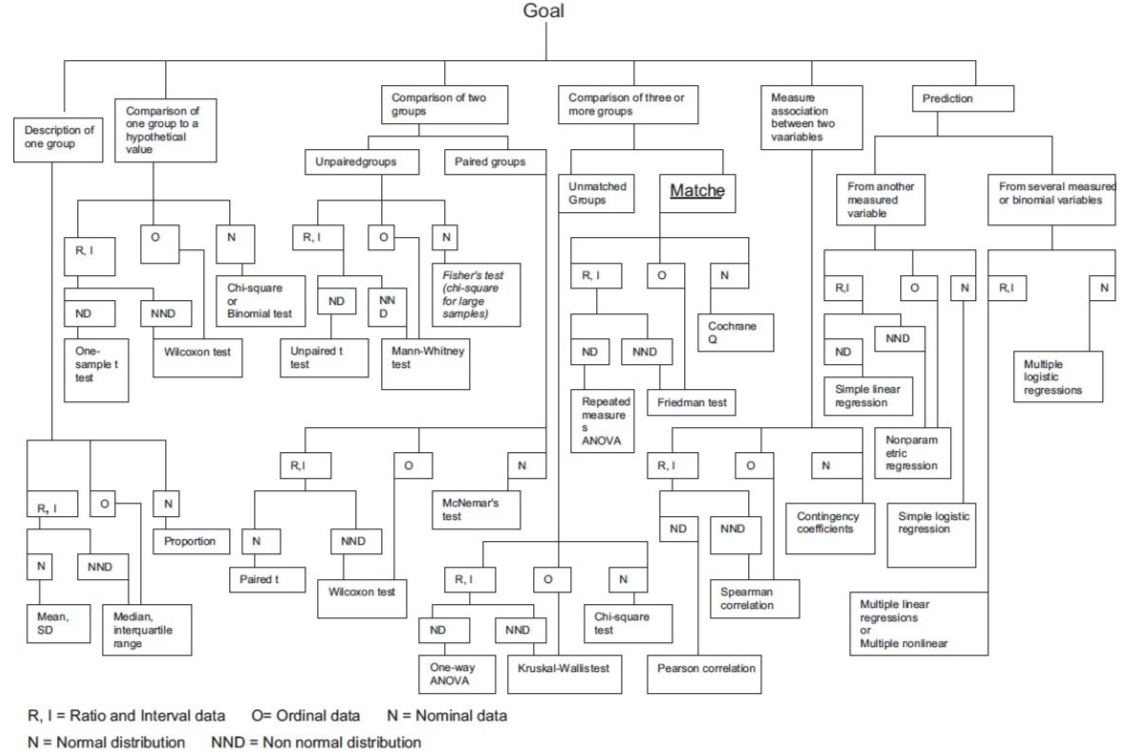 Goal
Description of
one group
Comparison of
one group to a
hypothetical
value
Comparison of two
groups
Comparison of three or
more groups
Measure
association
between two
vaariables
Prediction
Unpairedgroups
Paired groups
Unmatched
Groups
Matche
From another
measured
variable
From several measured
or binomial variables
R, I
O
N
R, I
O
N
R, I
O
N
R,I
O
N
R,I
N
ND
NND
Chi-square
or
Binomial test
ND
NN
D
Fisher's test
(chi-square
for large
samples)
ND
NND
Cochrane
Q
ND
NND
One-
sample t
test
Wilcoxon test
Unpaired t
test
Mann-Whitney
test
Repeated
measure
s
ANOVA
Friedman test
Simple linear
regression
Multiple
logistic
regressions
Nonparam
etric
regression
R, I
O
N
R,I
O
N
R, I
O
N
Proportion
McNemar's
test
Contingency
coefficients
Simple logistic
regression
N
NND
N
NND
ND
NND
Mean,
SD
Median,
interquartile
range
Paired t
Wilcoxon test
R, I
O
N
Spearman
correlation
Chi-square
test
ND
NND
One-way
ANOVA
Kruskal-Wallistest
Pearson correlation
Multiple linear
regressions
or
Multiple nonlinear
R, I = Ratio and Interval data O= Ordinal data N = Nominal data
N = Normal distribution NND = Non normal distribution